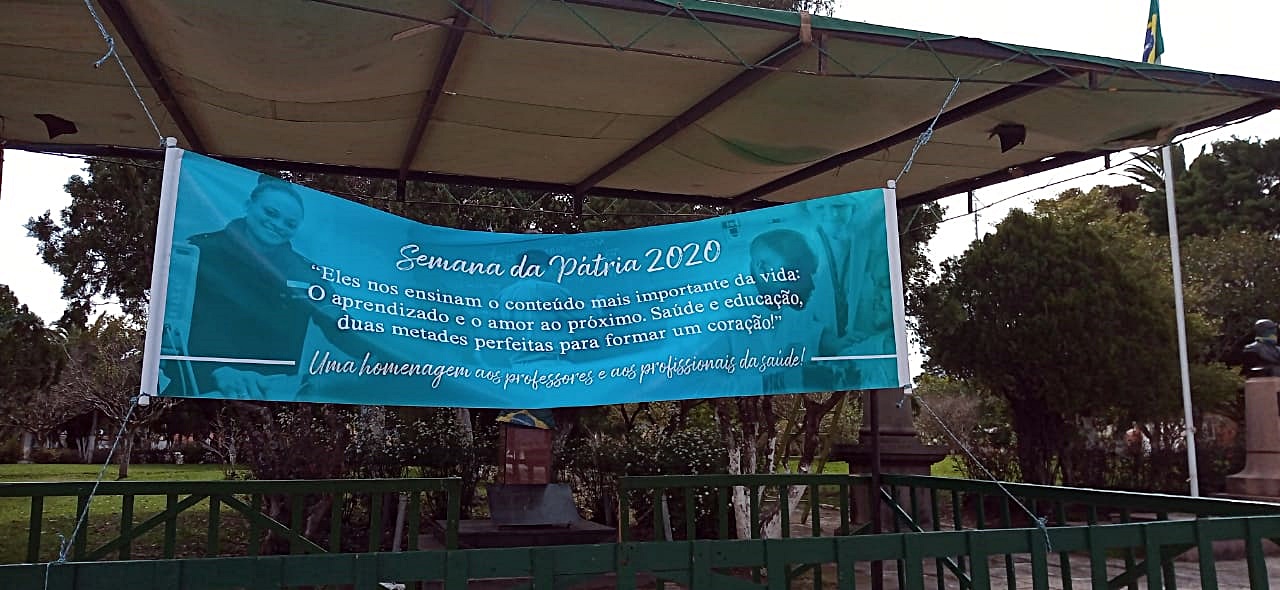 Semana da Pátria 2020
“Eles nos ensinam o conteúdo mais importante da vida:
O aprendizado e o amor ao próximo. Saúde e educação,
duas metades perfeitas para formar um coração!”
Uma homenagem aos professores e aos profissionais da saúde!